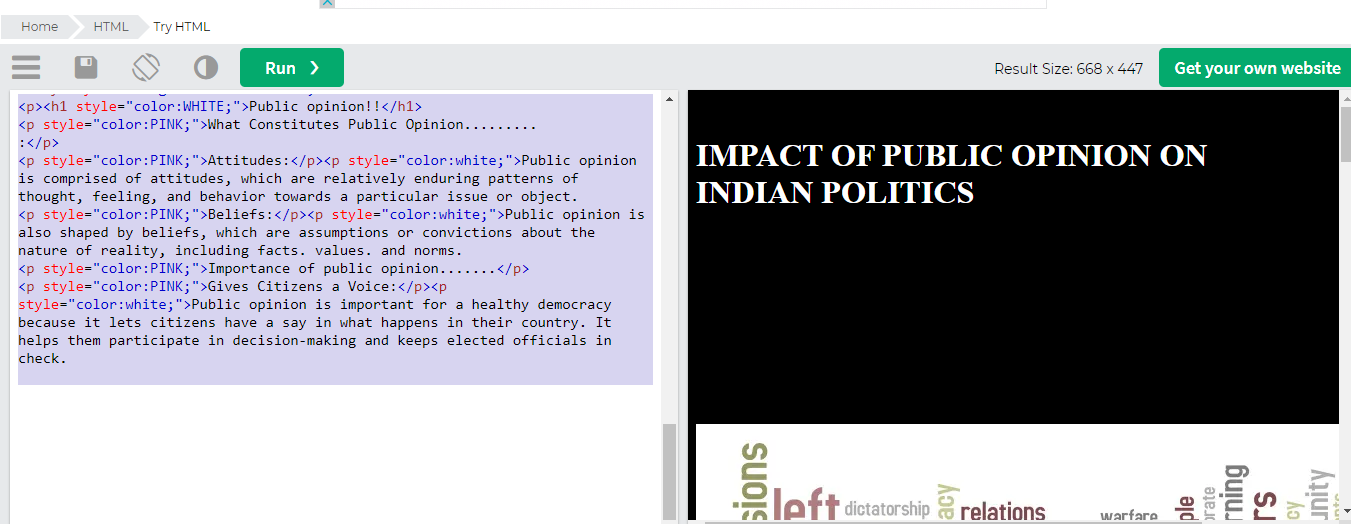 Home HTML Try HTML
Run ❯
Result Size: 668 x 447
Get your own website
<p><h1 style="color:WHITE;">Public opinion!!</h1>
<p style="color:PINK;">What Constitutes Public Opinion.........
:</p>
<p style="color:PINK;">Attitudes:</p><p style="color:white;">Public opinion
is comprised of attitudes, which are relatively enduring patterns of
thought, feeling, and behavior towards a particular issue or object.
<p style="color:PINK;">Beliefs:</p><p style="color:white;">Public opinion is
also shaped by beliefs, which are assumptions or convictions about the
nature of reality, including facts. values. and norms.
<p style="color:PINK;">Importance of public opinion.......</p>
<p style="color:PINK;">Gives Citizens a Voice:</p><p
style="color:white;">Public opinion is important for a healthy democracy
because it lets citizens have a say in what happens in their country. It
helps them participate in decision-making and keeps elected officials in
check.
IMPACT OF PUBLIC OPINION ON
INDIAN POLITICS
left
dictatorship
relations
warfare